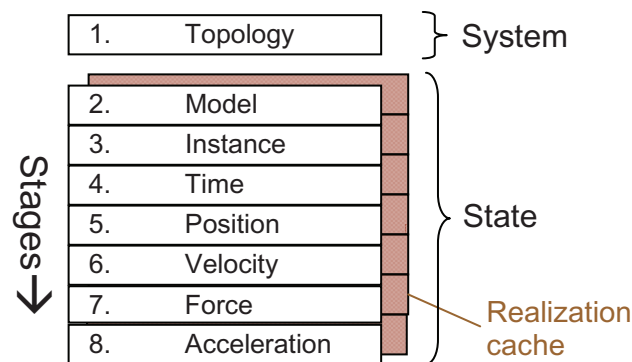 1. Topology
System
2. Model
3. Instance
4. Time
5. Position
6. Velocity
7. Force
8. Acceleration
Stages→
State
Realization
cache